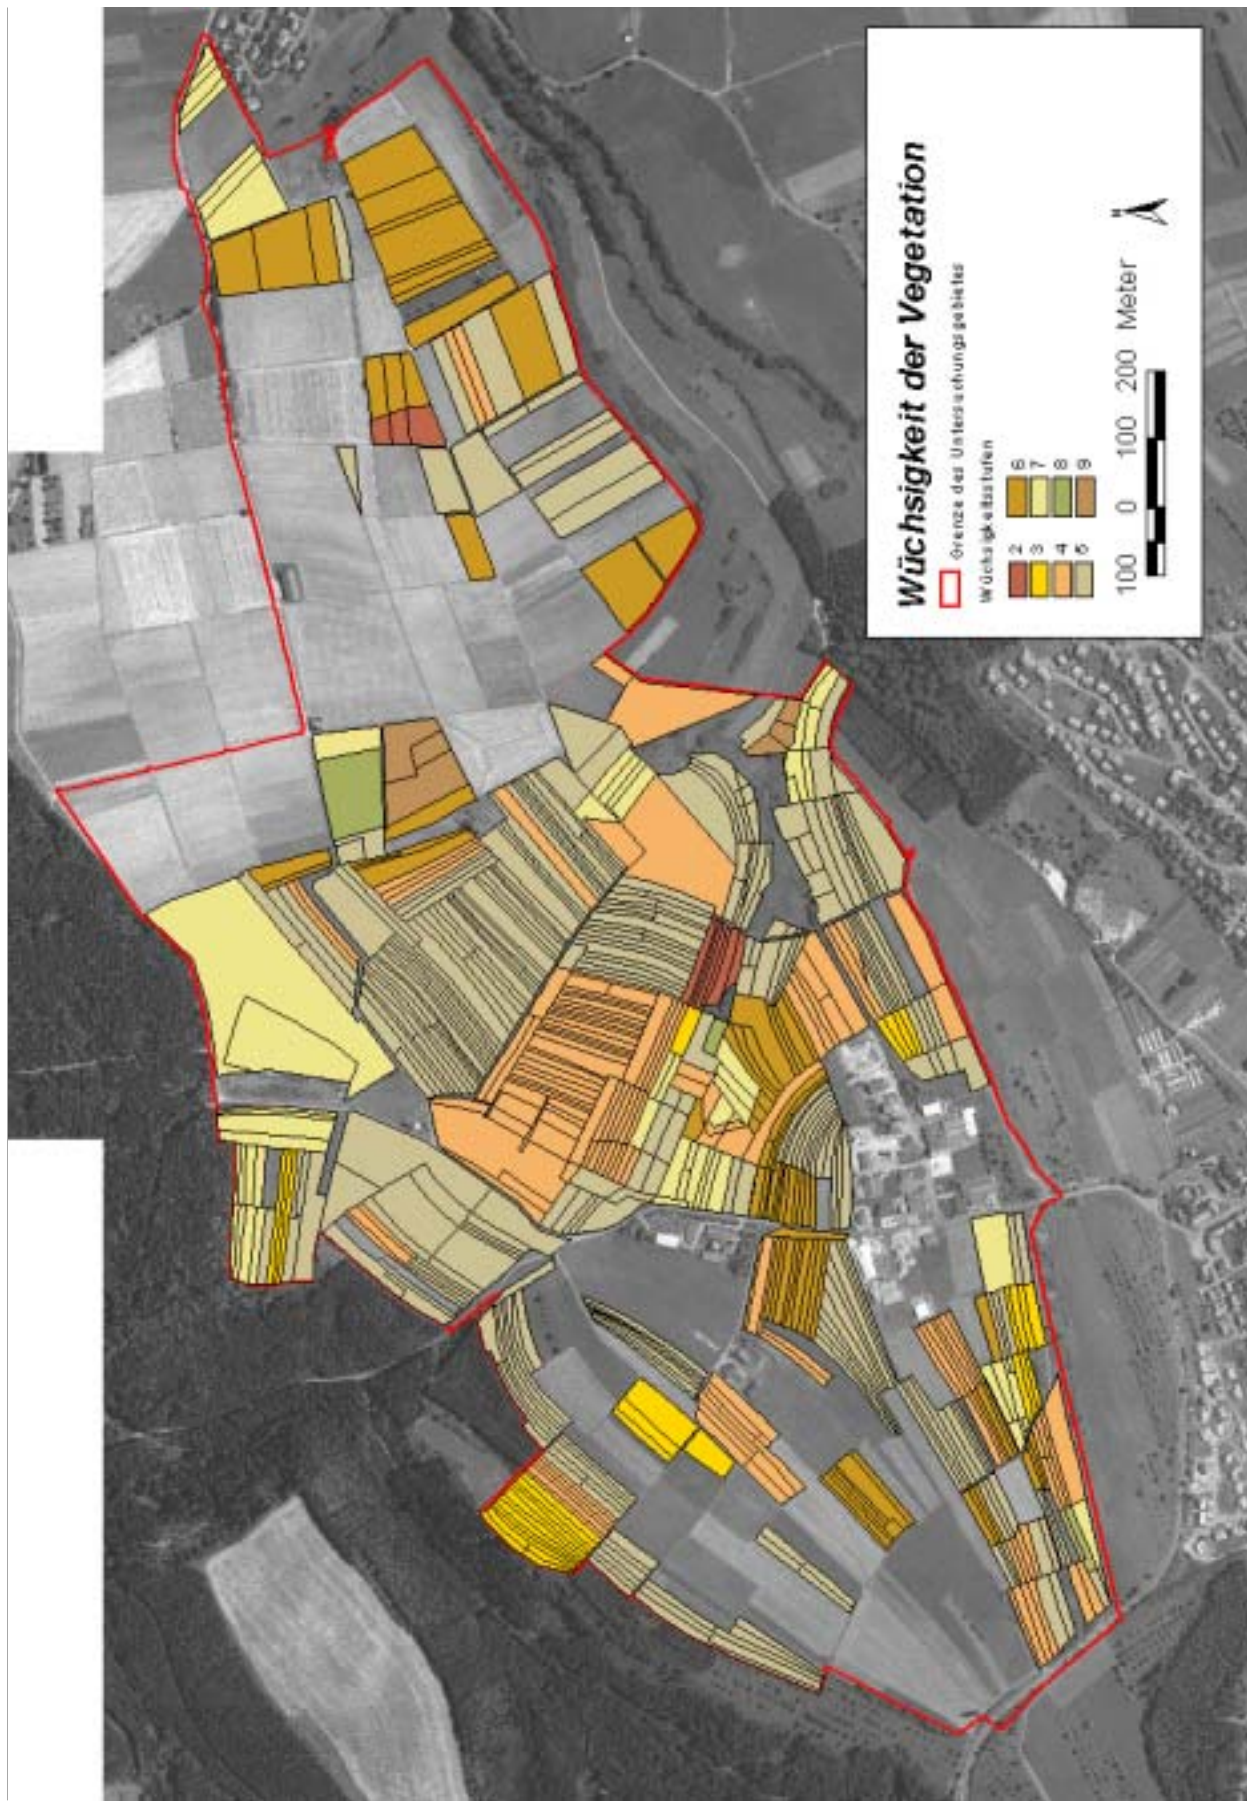 Wüchsigkeit der Vegetation
Grenze des Untersuchungsgebietes
Wüchsigkeitsstufen
2
3
4
5
6
7
8
9
N
100 0 100 200 Meter